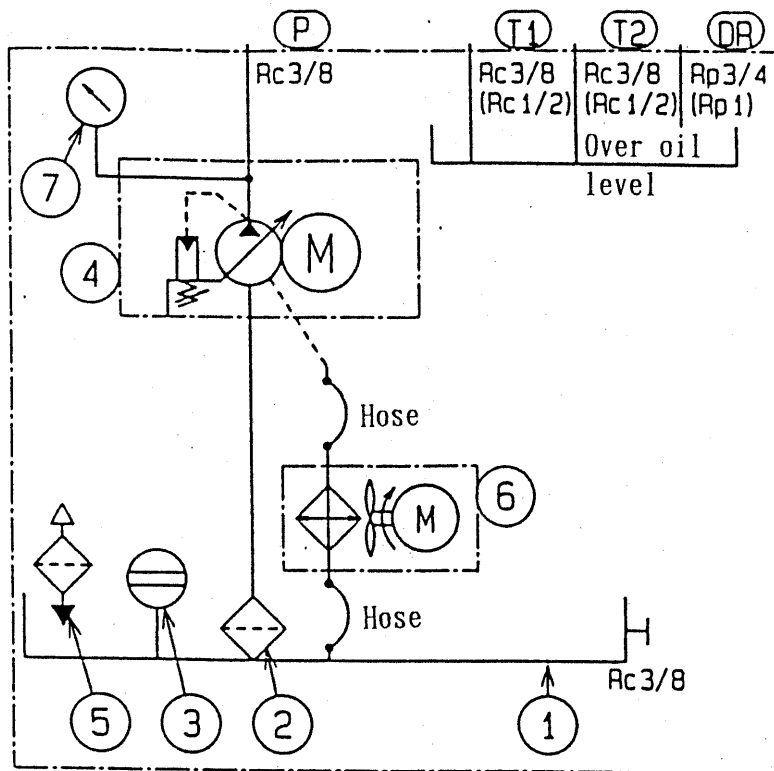 P T1 T2 DR
Rc3/8 Rc3/8 Rc3/8 Rp3/4
(Rc1/2) (Rc1/2) (Rp1)
Over oil
level
7
4
M
Hose
6
M
Hose
Rc3/8
5 3 2 1